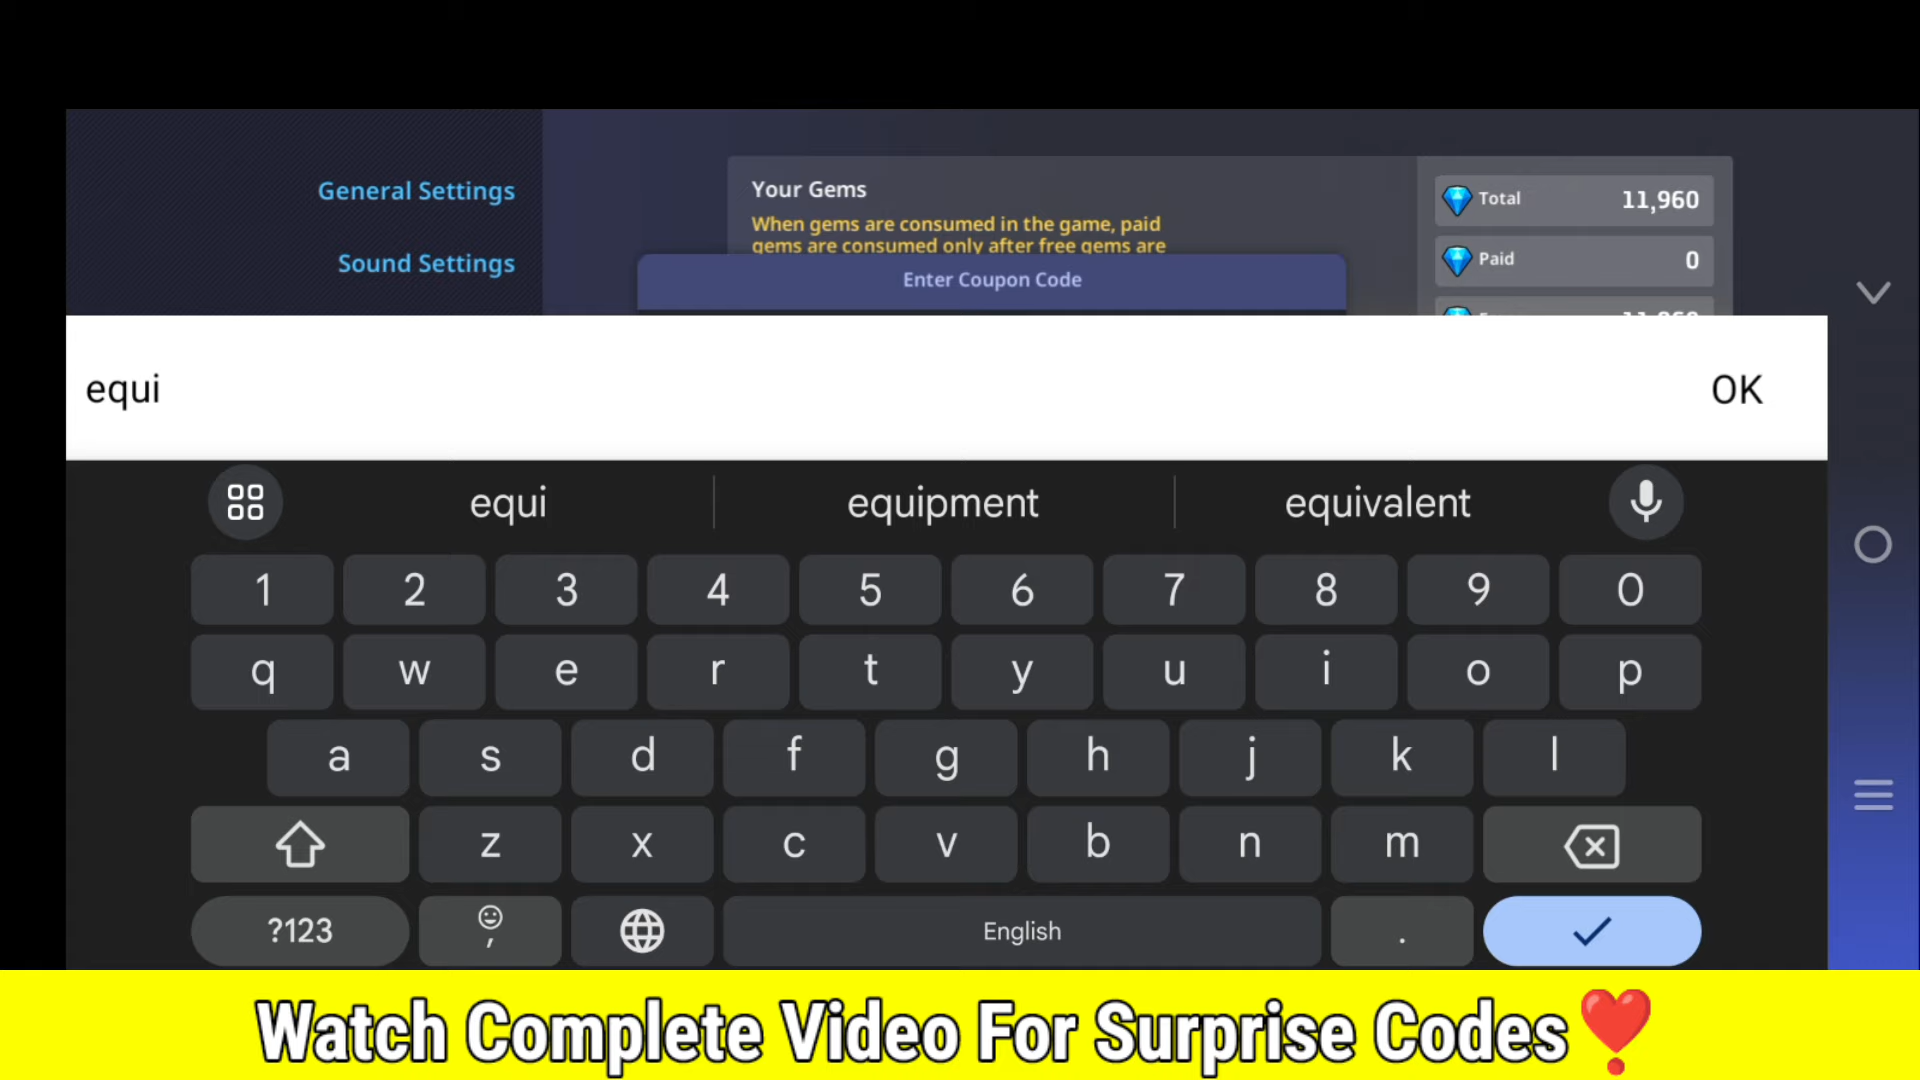 General Settings
Sound Settings
Your Gems
When gems are consumed in the game, paid
gems are consumed only after free gems are
Total 11,960
Paid 0
Enter Coupon Code
equi
OK
equi equipment equivalent
1 2 3 4 5 6 7 8 9 0
q w e r t y u i o p
a s d f g h j k l
z x c v b n m
?123 , English .
Watch Complete Video For Surprise Codes❣️